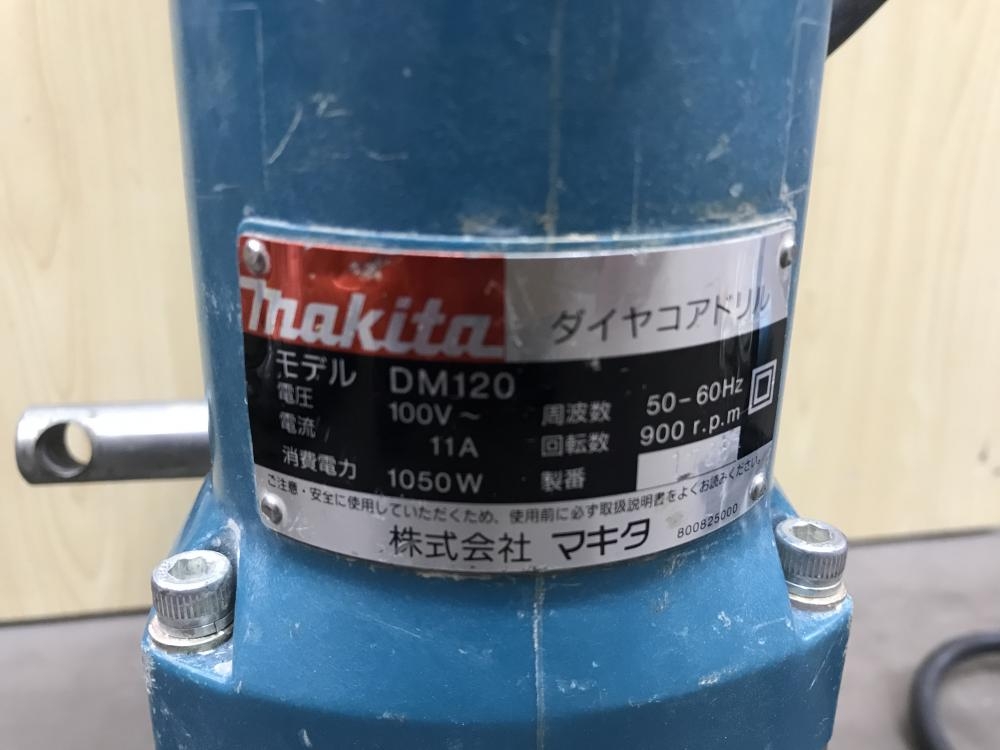 makita ダイヤコアドリル
モデル DM120
電圧 100V～ 周波数 50-60Hz
電流 11A 回転数 900 r.p.m
消費電力 1050W 製番
ご注意・安全に使用していただくため、使用前に必ず取扱説明書をよくお読みください。
株式会社 マキタ 800825000